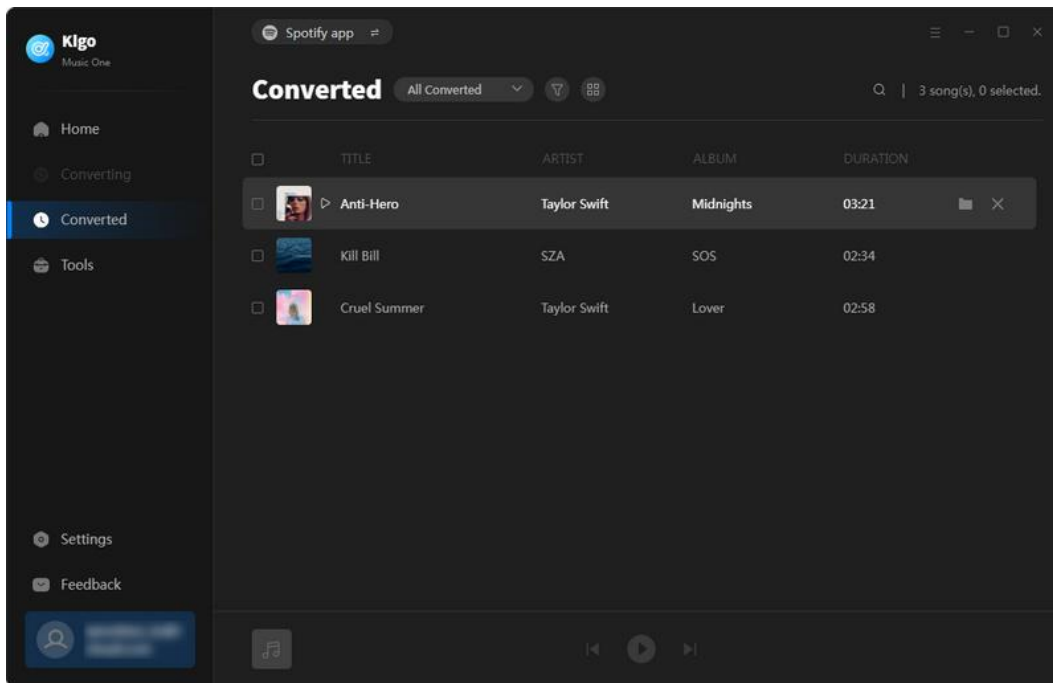 KIgo
Music One
Spotify app
Converted
All Converted
3 song(s), 0 selected.
Home
Converting
Converted
Tools
Settings
Feedback
TITLE ARTIST ALBUM DURATION
Anti-Hero Taylor Swift Midnights 03:21
Kill Bill SZA SOS 02:34
Cruel Summer Taylor Swift Lover 02:58